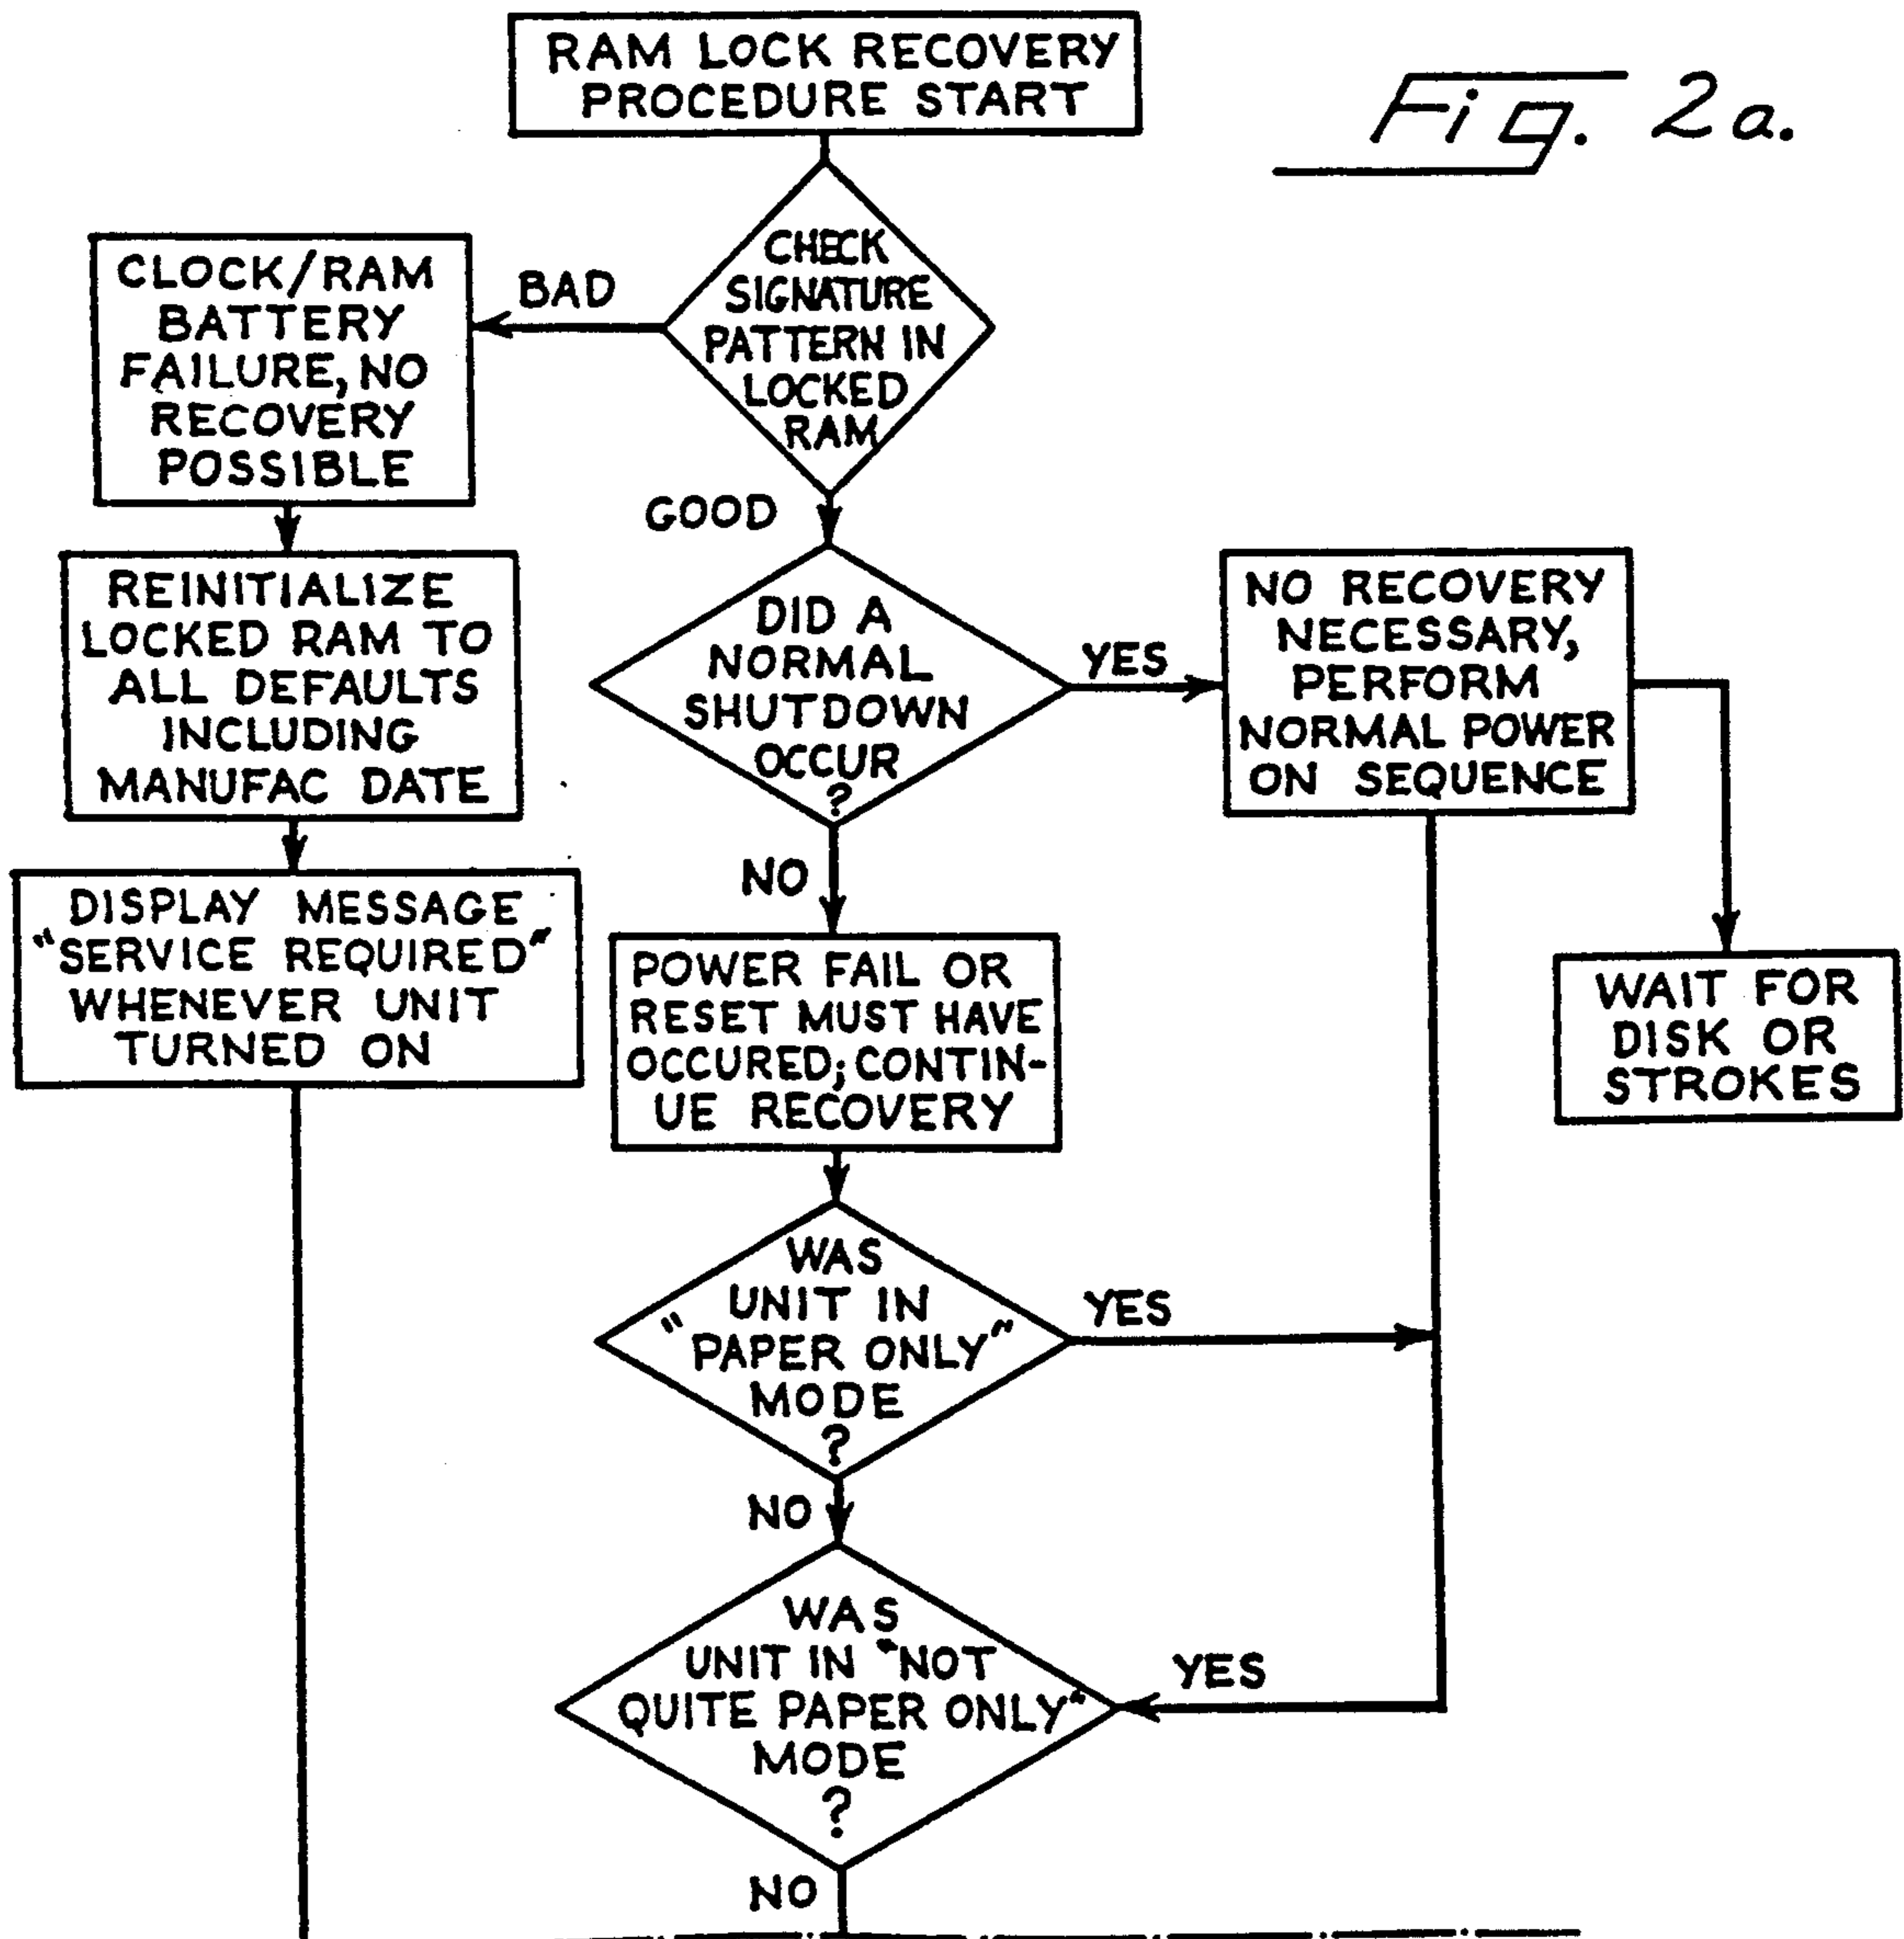 RAM LOCK RECOVERY
PROCEDURE START
Fig. 2a.
CHECK
SIGNATURE
PATTERN IN
LOCKED
RAM
BAD
CLOCK/RAM
BATTERY
FAILURE, NO
RECOVERY
POSSIBLE
GOOD
REINITIALIZE
LOCKED RAM TO
ALL DEFAULTS
INCLUDING
MANUFAC DATE
DID A
NORMAL
SHUTDOWN
OCCUR
?
YES
NO RECOVERY
NECESSARY,
PERFORM
NORMAL POWER
ON SEQUENCE
NO
DISPLAY MESSAGE
"SERVICE REQUIRED"
WHENEVER UNIT
TURNED ON
POWER FAIL OR
RESET MUST HAVE
OCCURED; CONTIN-
UE RECOVERY
WAIT FOR
DISK OR
STROKES
WAS
UNIT IN
"PAPER ONLY"
MODE
?
YES
NO
WAS
UNIT IN "NOT
QUITE PAPER ONLY"
MODE
?
YES
NO